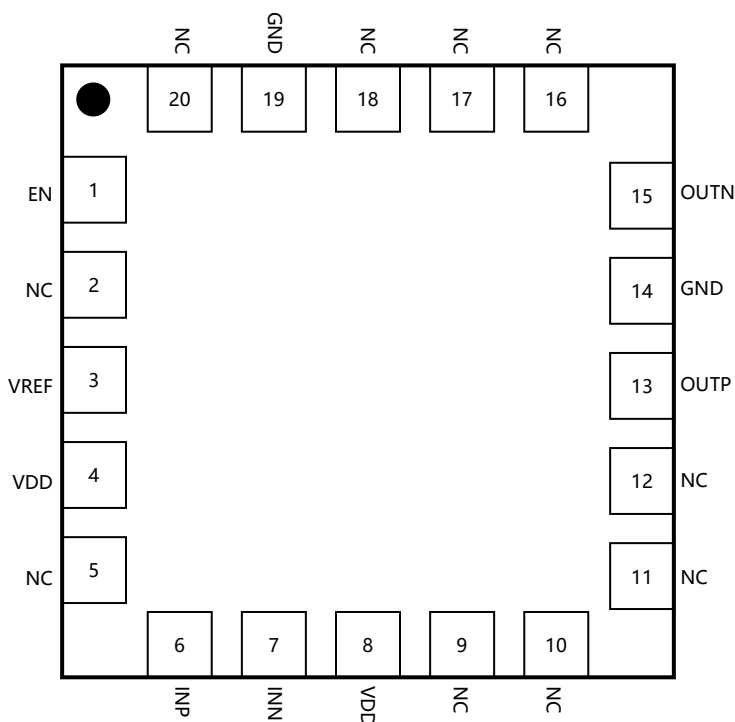 NC GND NC NC NC
20 19 18 17 16
EN 1 15 OUTN
NC 2 14 GND
VREF 3 13 OUTP
VDD 4 12 NC
NC 5 11 NC
6 7 8 9 10
INP INN VDD NC NC